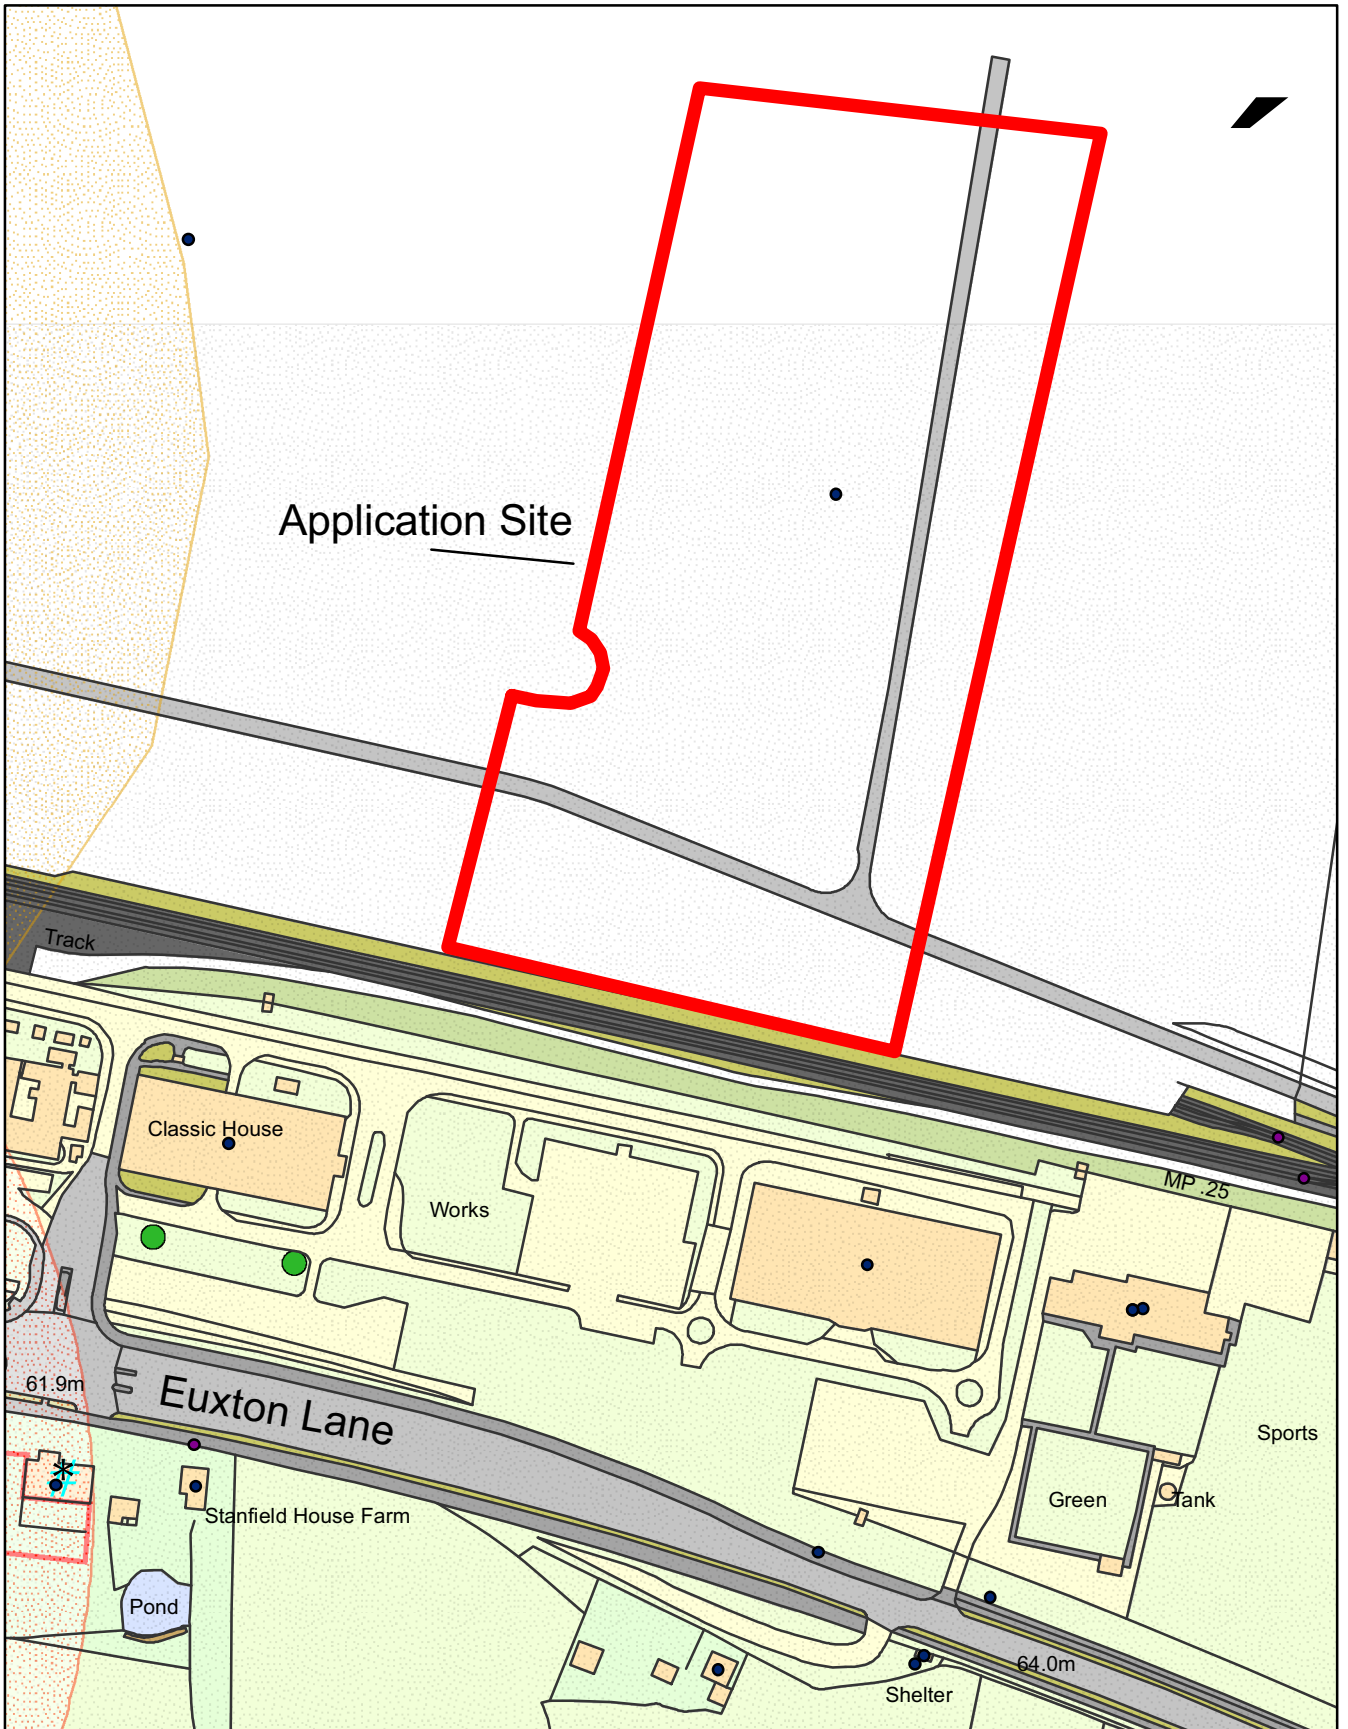 Application Site
Track
Classic House
MP .25
Works
61.9m
Euxton Lane
Sports
*
Green
Tank
Stanfield House Farm
Pond
64.0m
Shelter